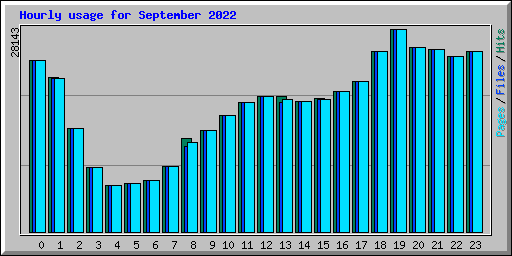 Hourly usage for September 2022
28143
Pages/Files/Hits
0 1 2 3 4 5 6 7 8 9 10 11 12 13 14 15 16 17 18 19 20 21 22 23